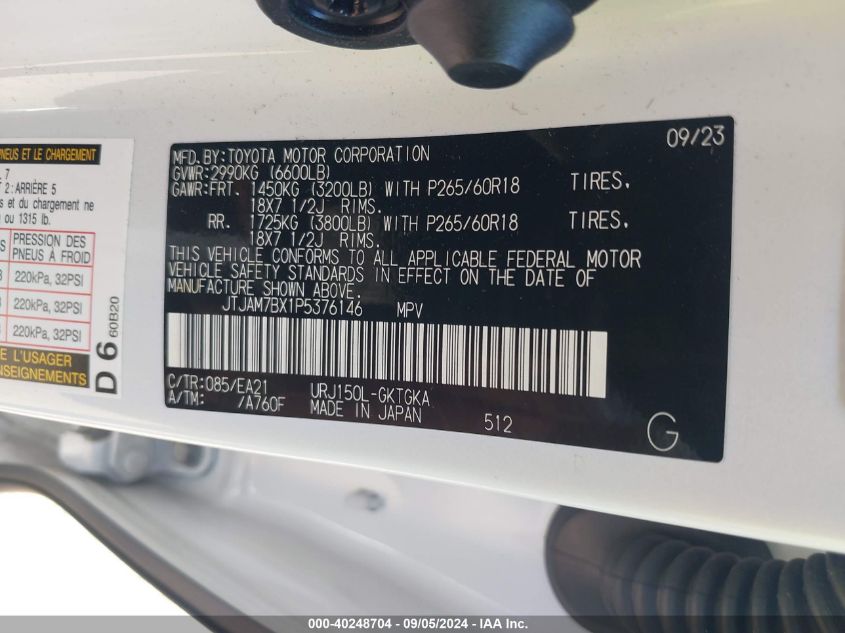 PNEUS ET LE CHARGEMENT
7
2: ARRIÈRE 5
et du chargement ne
ou 1315 lb.
PRESSION DES
PNEUS À FROID
220kPa, 32PSI
220kPa, 32PSI
220kPa, 32PSI
L'USAGER
D 6 60B20
09/23
MFD. BY: TOYOTA MOTOR CORPORATION
GVWR: 2990KG (6600LB)
GAWR: FRT. 1450KG (3200LB) WITH P265/60R18 TIRES,
18X7 1/2J RIMS.
RR. 1725KG (3800LB) WITH P265/60R18 TIRES,
18X7 1/2J RIMS.
THIS VEHICLE CONFORMS TO ALL APPLICABLE FEDERAL MOTOR
VEHICLE SAFETY STANDARDS IN EFFECT ON THE DATE OF
MANUFACTURE SHOWN ABOVE.
JTJAM7BX1P5376146 MPV
C/TR: 085/EA21 URJ150L-GKTGKA
A/TM: /A760F MADE IN JAPAN 512
G
000-40248704 - 09/05/2024 - IAA Inc.